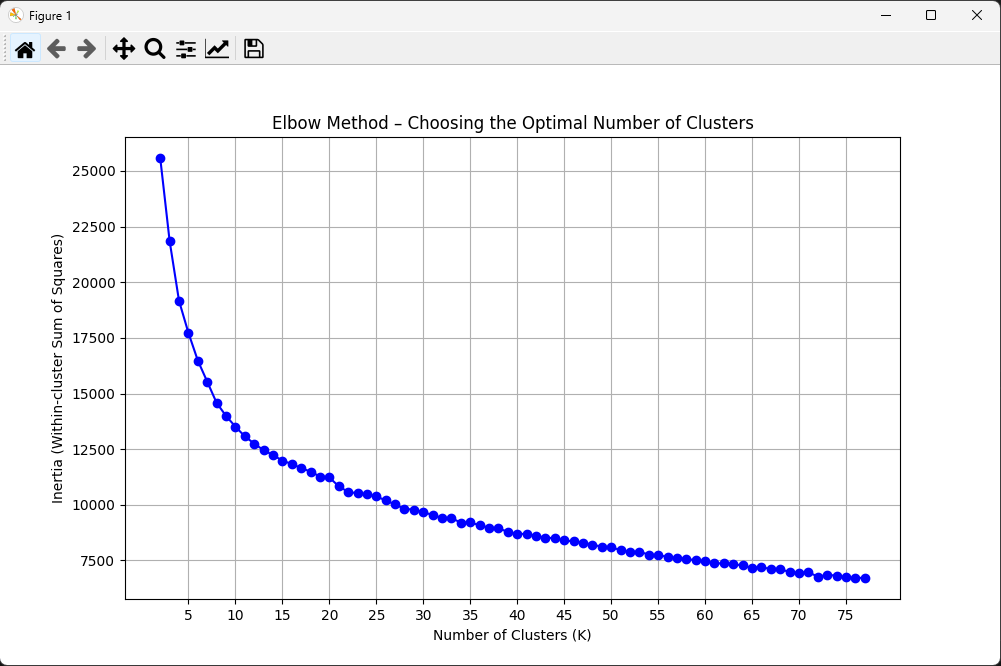 Figure 1
Elbow Method – Choosing the Optimal Number of Clusters
Inertia (Within-cluster Sum of Squares)
25000
22500
20000
17500
15000
12500
10000
7500
5 10 15 20 25 30 35 40 45 50 55 60 65 70 75
Number of Clusters (K)